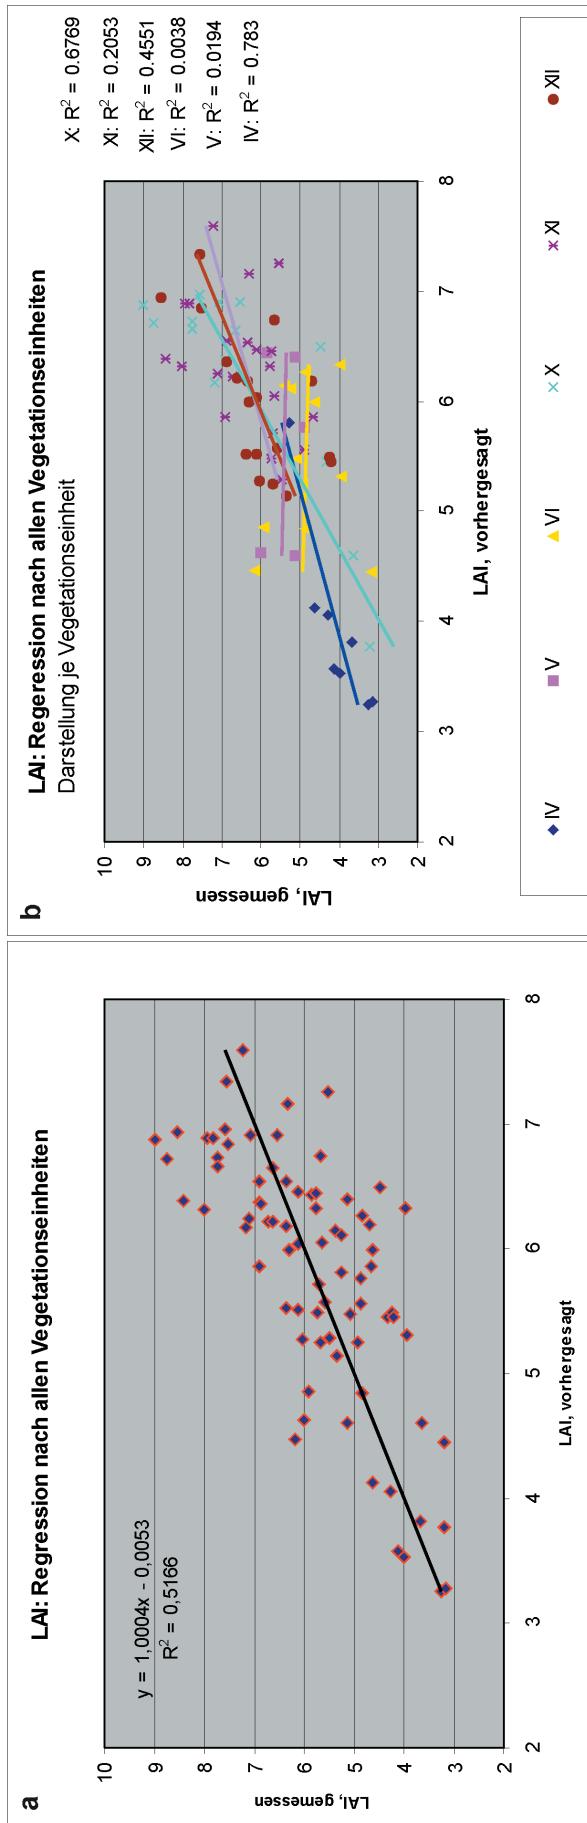 a
LAI: Regression nach allen Vegetationseinheiten
y = 1,0004x - 0,0053
R² = 0,5166
LAI, gemessen
10
9
8
7
6
5
4
3
2
2
3
4
5
6
7
8
LAI, vorhergesagt
b
LAI: Regeression nach allen Vegetationseinheiten
Darstellung je Vegetationseinheit
X: R² = 0.6769
XI: R² = 0.2053
XII: R² = 0.4551
VI: R² = 0.0038
V: R² = 0.0194
IV: R² = 0.783
LAI, gemessen
10
9
8
7
6
5
4
3
2
2
3
4
5
6
7
8
LAI, vorhergesagt
IV V VI X XI XII